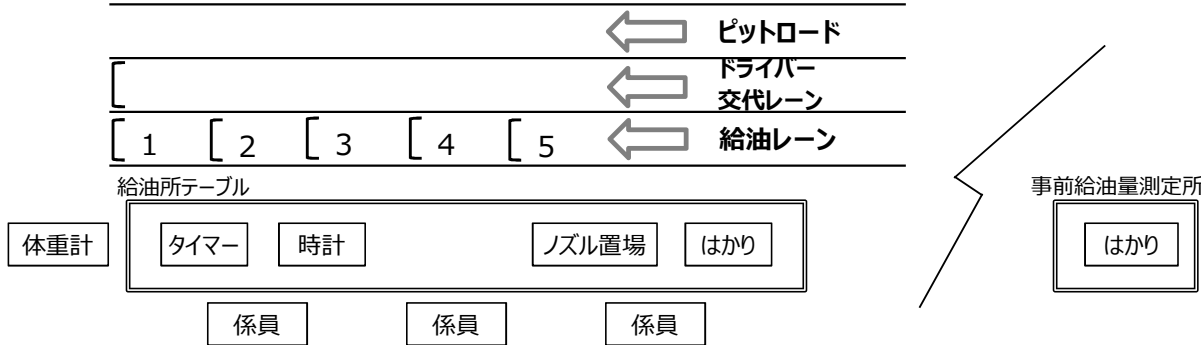 ピットロード
ドライバー
交代レーン
1 2 3 4 5 給油レーン
給油所テーブル
事前給油量測定所
体重計 タイマー 時計 ノズル置場 はかり はかり
係員 係員 係員